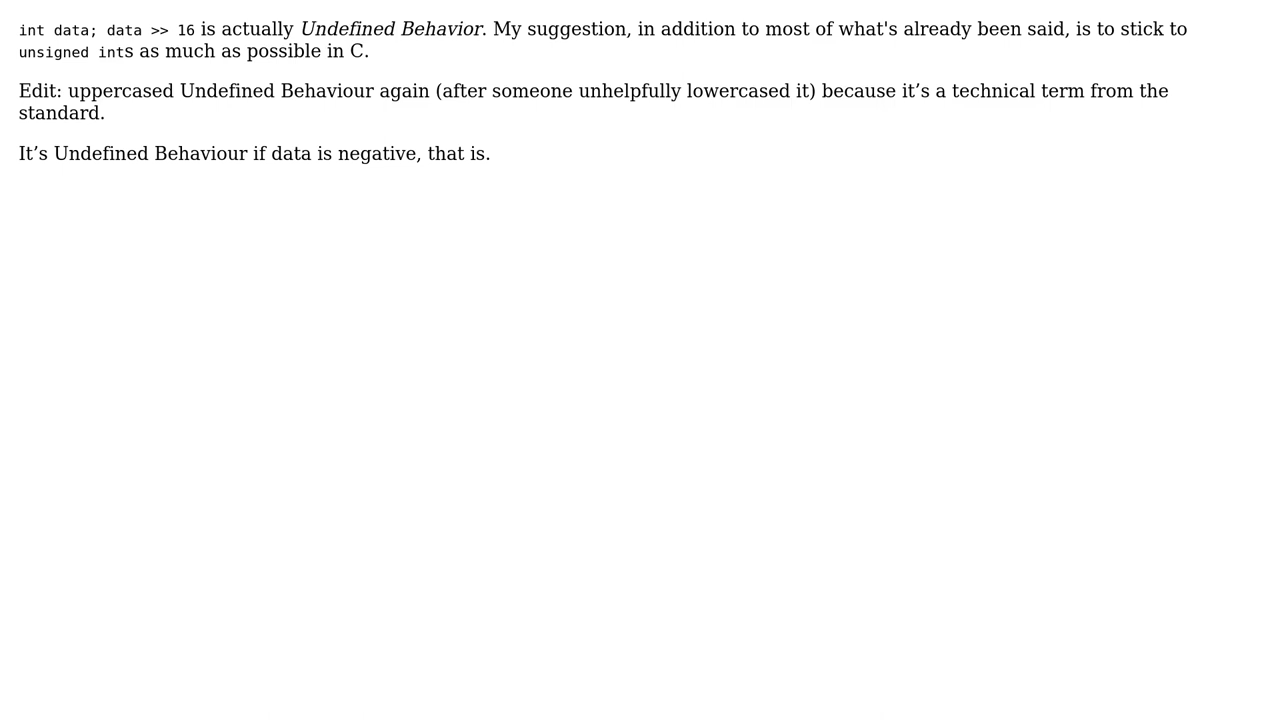 int data; data >> 16 is actually Undefined Behavior. My suggestion, in addition to most of what's already been said, is to stick to
unsigned ints as much as possible in C.
Edit: uppercased Undefined Behaviour again (after someone unhelpfully lowercased it) because it’s a technical term from the
standard.
It’s Undefined Behaviour if data is negative, that is.